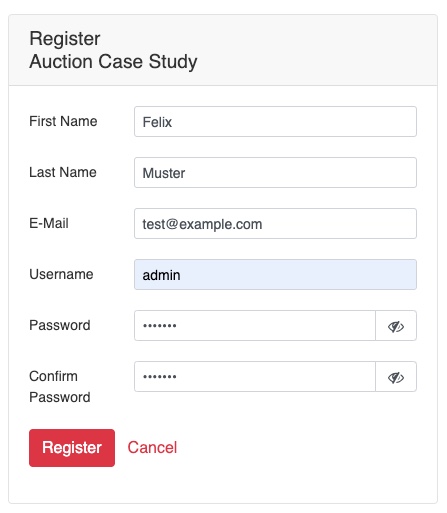 Register
Auction Case Study
First Name
Felix
Last Name
Muster
E-Mail
test@example.com
Username
admin
Password
•••••••
Confirm
Password
•••••••
Register Cancel